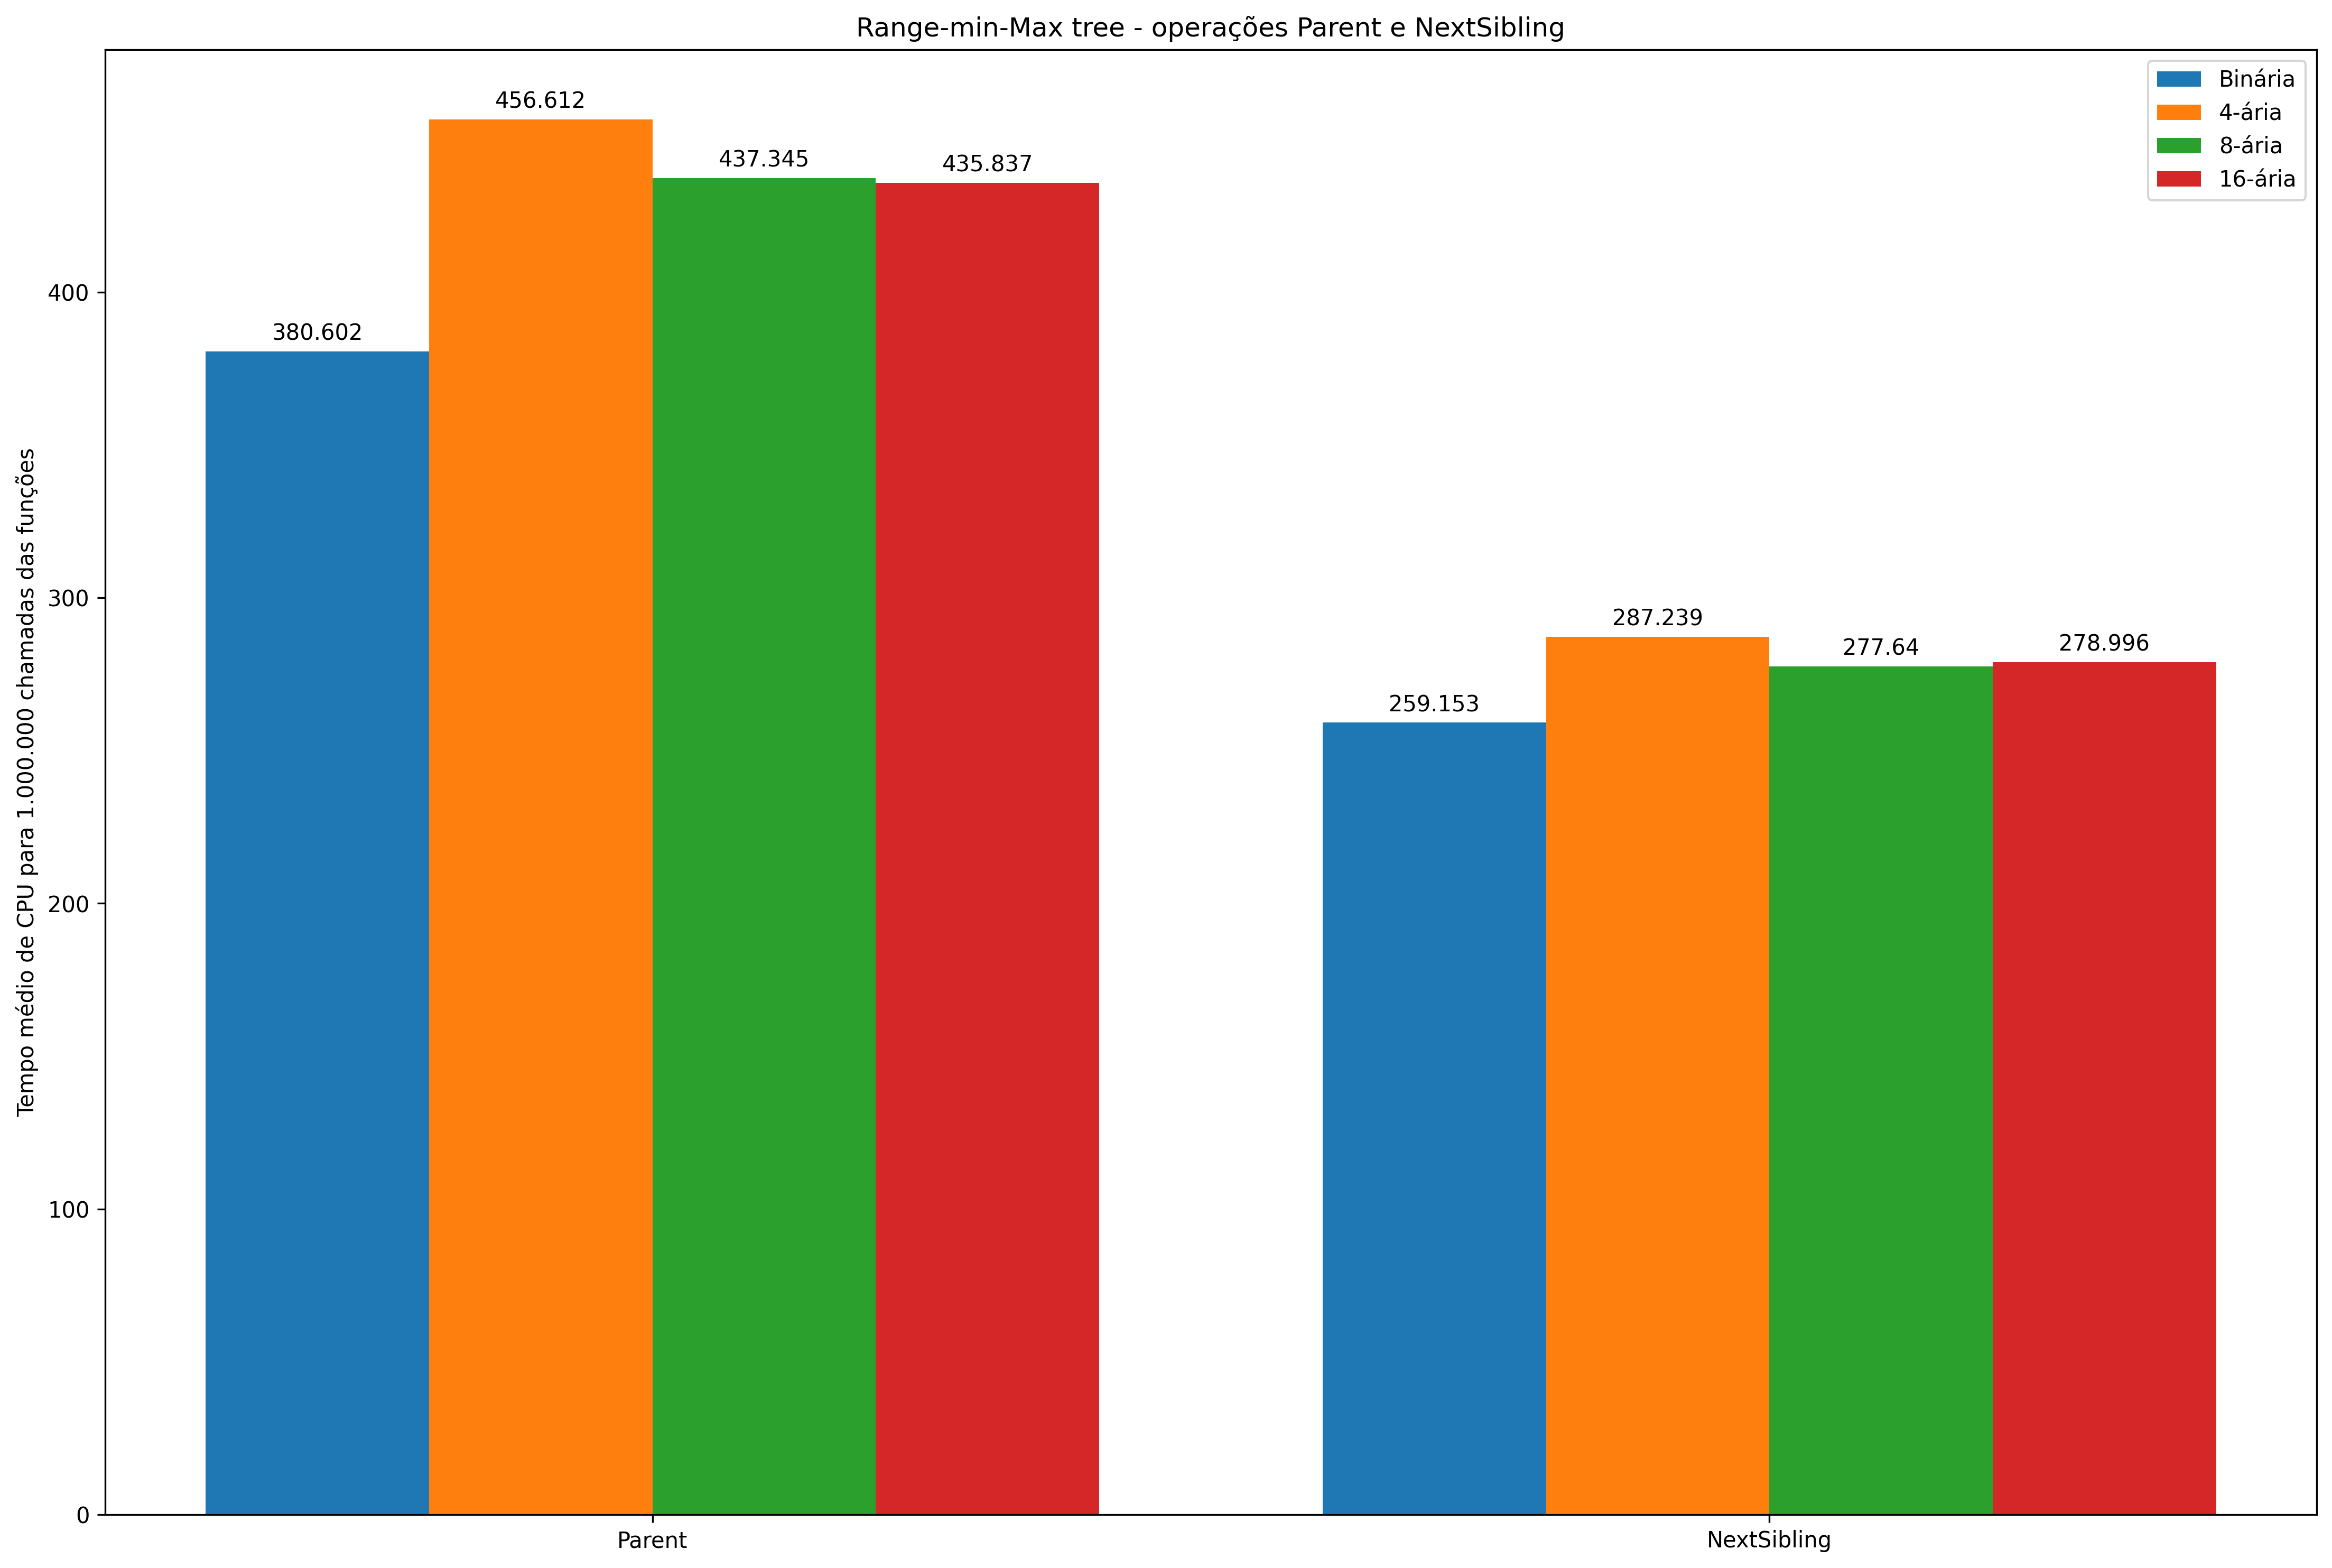 Range-min-Max tree - operações Parent e NextSibling
Binária
4-ária
8-ária
16-ária
456.612
437.345
435.837
380.602
287.239
277.64
278.996
259.153
400
300
200
100
0
Tempo médio de CPU para 1.000.000 chamadas das funções
Parent
NextSibling